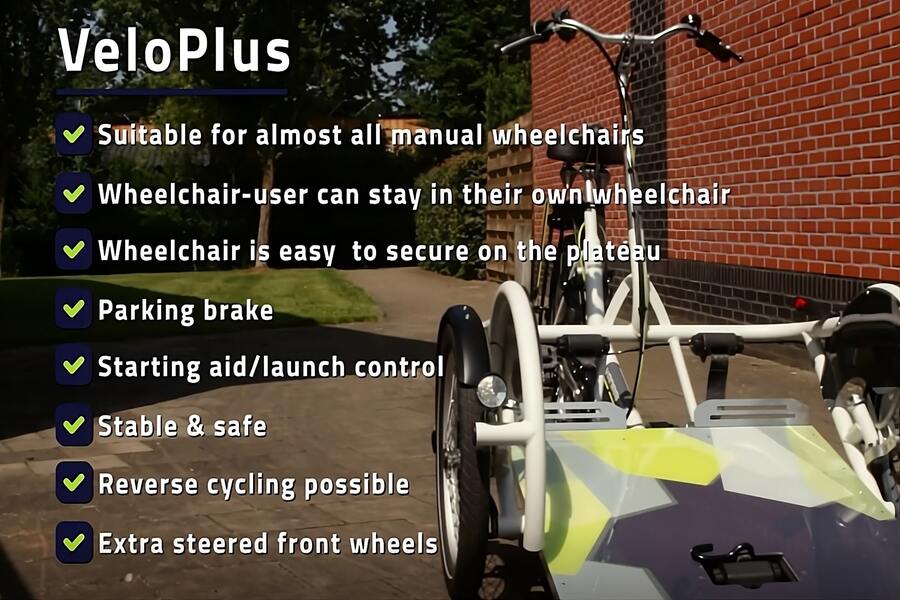 VeloPlus
Suitable for almost all manual wheelchairs
Wheelchair-user can stay in their own wheelchair
Wheelchair is easy  to secure on the plateau
Parking brake
Starting aid/launch control
Stable & safe
Reverse cycling possible
Extra steered front wheels